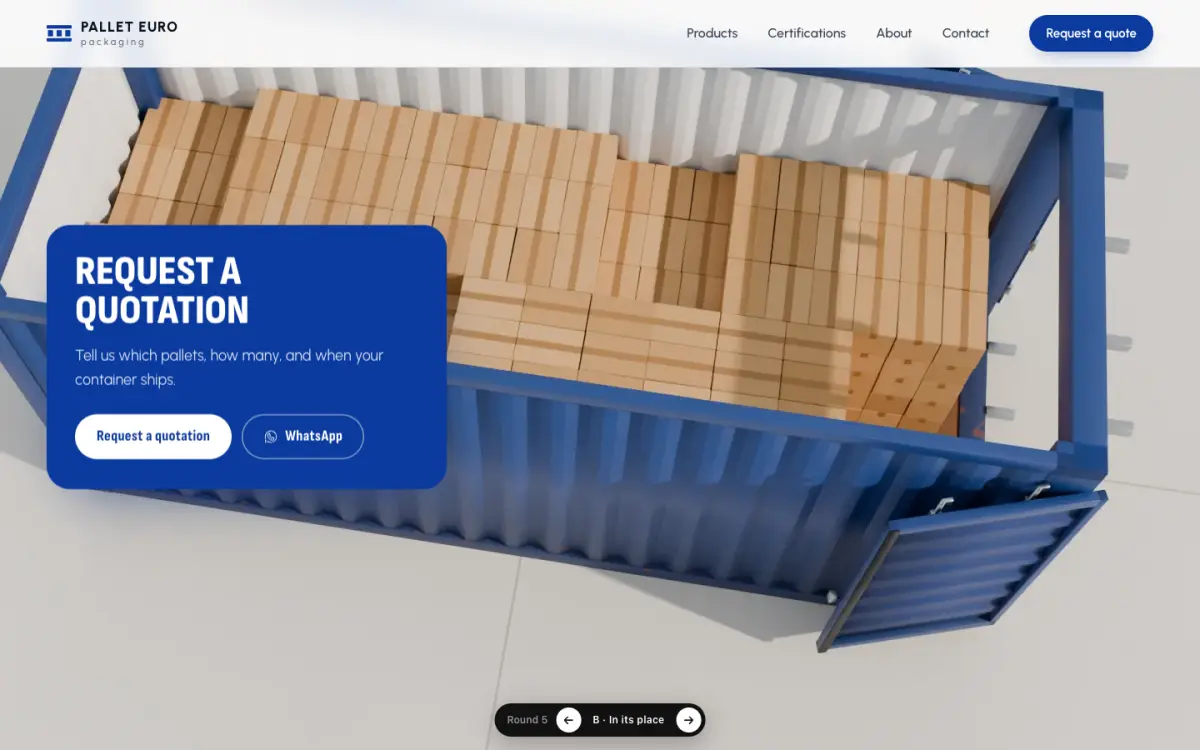 PALLET EURO
packaging
Products
Certifications
About
Contact
Request a quote
REQUEST A
QUOTATION
Tell us which pallets, how many, and when your
container ships.
Request a quotation
WhatsApp
Round 5
B · In its place